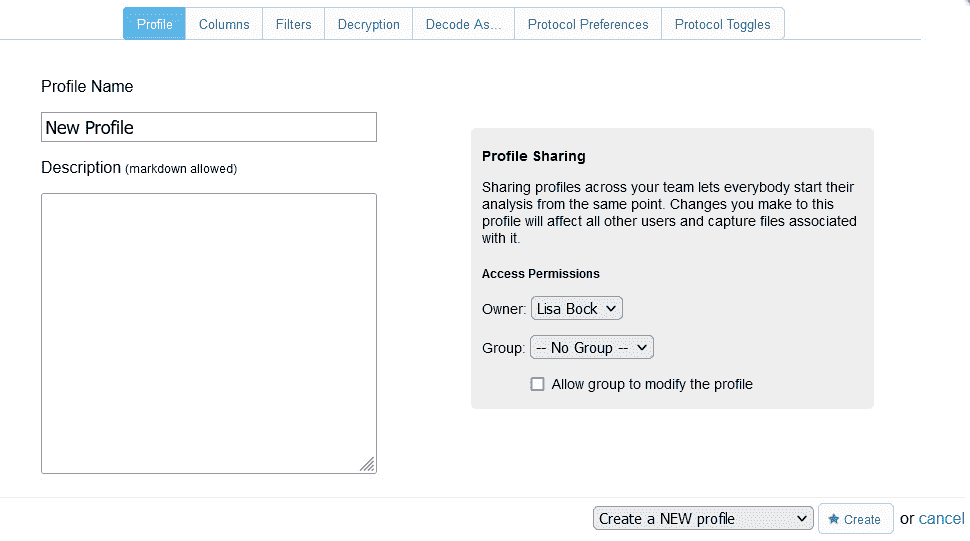 Profile Columns Filters Decryption Decode As... Protocol Preferences Protocol Toggles
Profile Name
New Profile
Description (markdown allowed)
Profile Sharing
Sharing profiles across your team lets everybody start their
analysis from the same point. Changes you make to this
profile will affect all other users and capture files associated
with it.
Access Permissions
Owner: Lisa Bock
Group: -- No Group --
Allow group to modify the profile
Create a NEW profile Create or cancel